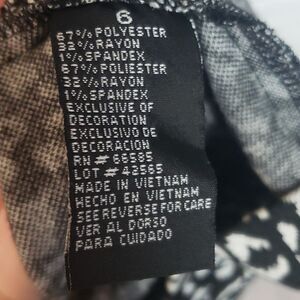 6
67% POLYESTER
32% RAYON
1% SPANDEX
67% POLIESTER
32% RAYON
1% SPANDEX
EXCLUSIVE OF
DECORATION
EXCLUSIVO DE
DECORACION
RN # 66585
LOT # 42565
MADE IN VIETNAM
HECHO EN VIETNAM
SEE REVERSE FOR CARE
VER AL DORSO
PARA CUIDADO